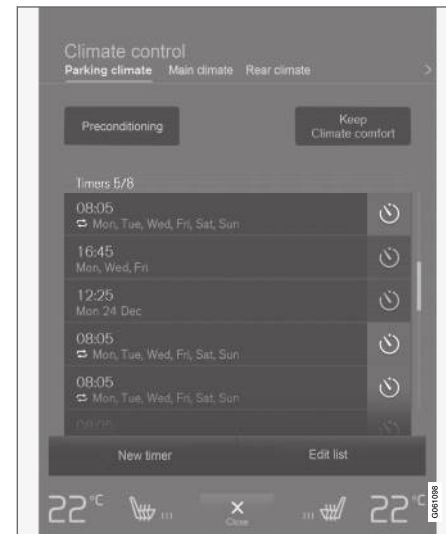 Climate control
Parking climate Main climate Rear climate
Preconditioning
Keep
Climate comfort
Timers 5/8
08:05
Mon, Tue, Wed, Fri, Sat, Sun
16:45
Mon, Wed, Fri
12:25
Mon 24 Dec
08:05
Mon, Tue, Wed, Fri, Sat, Sun
08:05
Mon, Tue, Wed, Fri, Sat, Sun
08:05
New timer Edit list
22°C 22°C
Close
G061098